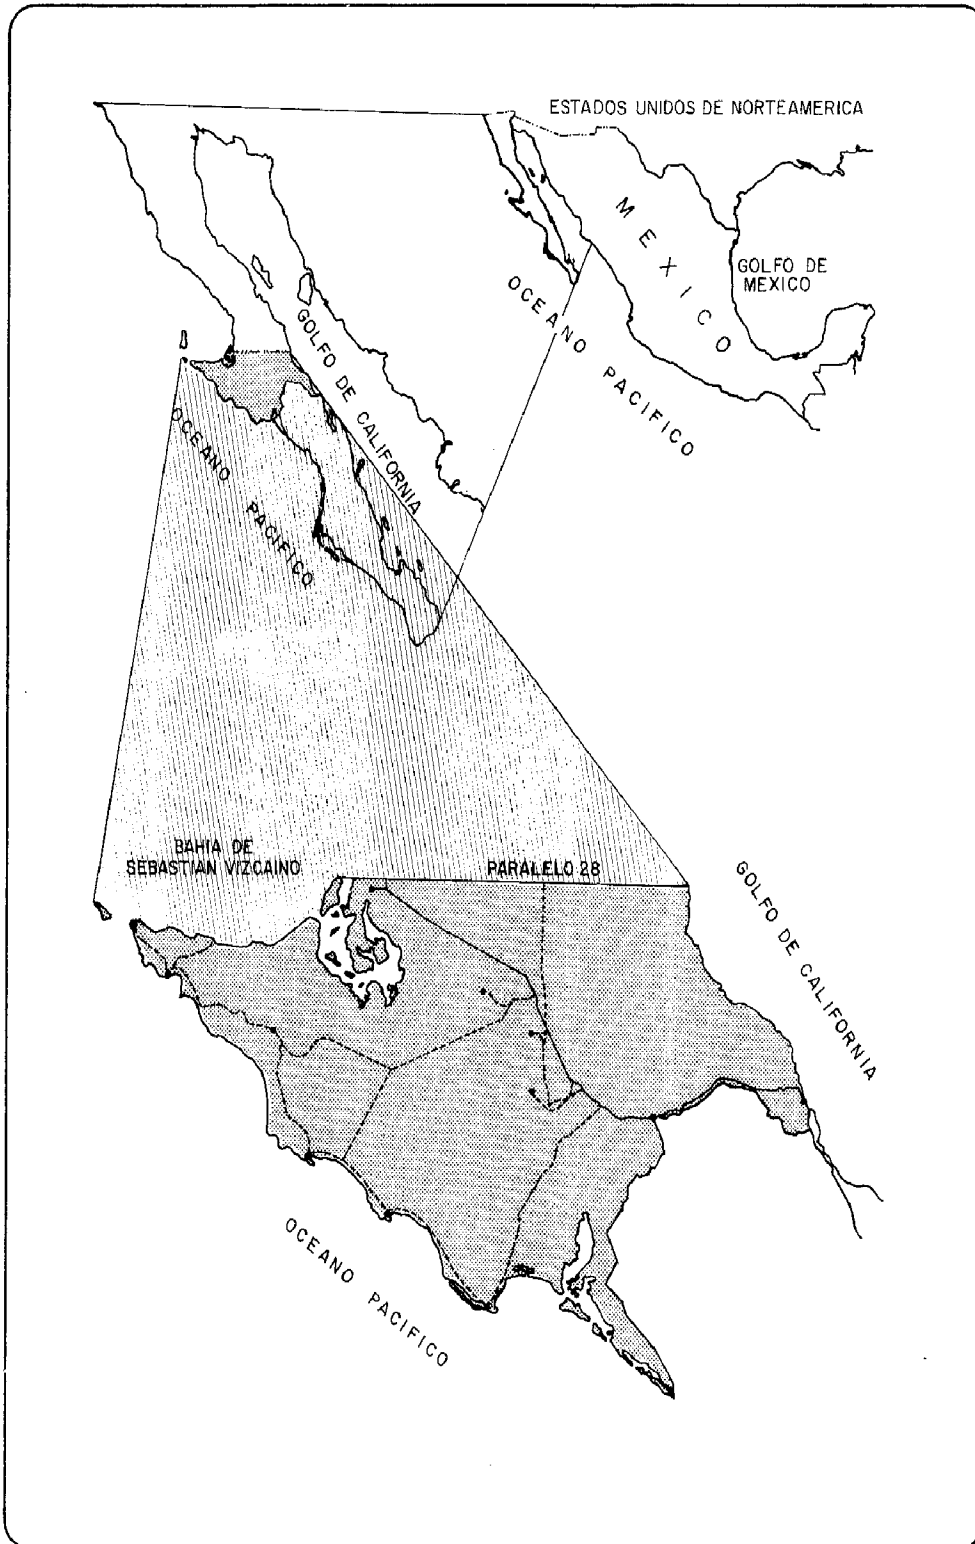 ESTADOS UNIDOS DE NORTEAMERICA
MEXICO
GOLFO DE
MEXICO
OCEANO PACIFICO
GOLFO DE CALIFORNIA
OCEANO PACIFICO
BAHIA DE
SEBASTIAN VIZCAINO
PARALELO 28
GOLFO DE CALIFORNIA
OCEANO PACIFICO